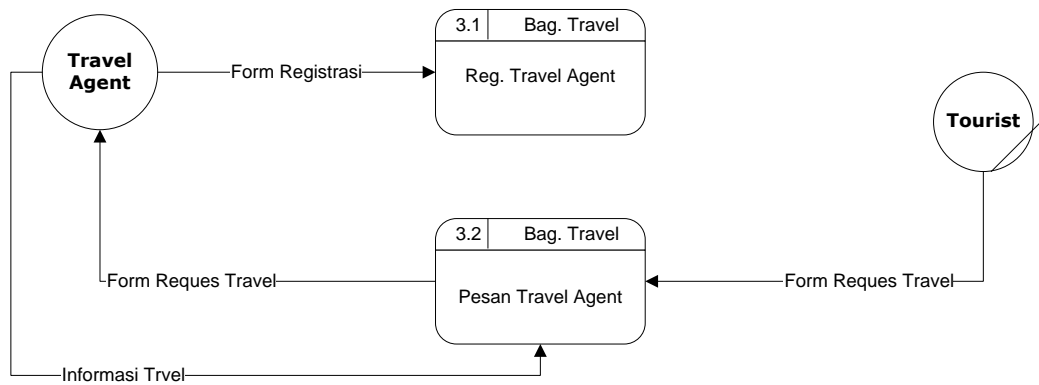 3.1 Bag. Travel
Travel
Agent
Form Registrasi
Reg. Travel Agent
Tourist
3.2 Bag. Travel
Form Reques Travel
Pesan Travel Agent
Form Reques Travel
Informasi Trvel